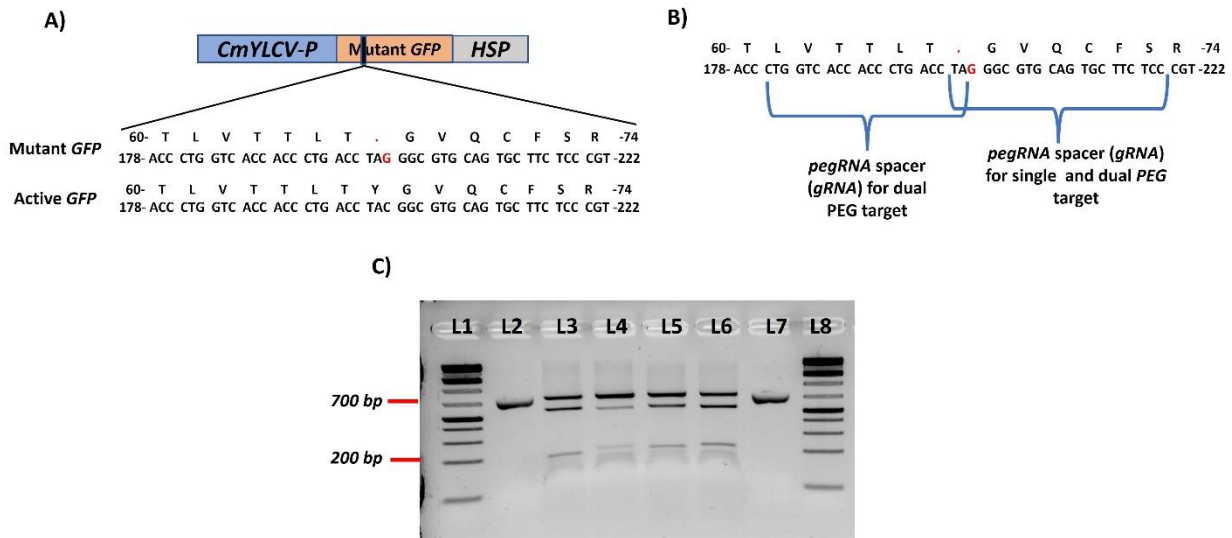 A)
CmYLCV-P Mutant GFP HSP
60- T L V T T L T . G V Q C F S R -74
Mutant GFP
178- ACC CTG GTC ACC ACC CTG ACC TAG GGC GTG CAG TGC TTC TCC CGT -222
60- T L V T T L T Y G V Q C F S R -74
Active GFP
178- ACC CTG GTC ACC ACC CTG ACC TAC GGC GTG CAG TGC TTC TCC CGT -222
B)
60- T L V T T L T . G V Q C F S R -74
178- ACC CTG GTC ACC ACC CTG ACC TAG GGC GTG CAG TGC TTC TCC CGT -222
pegRNA spacer
(gRNA) for dual
PEG target
pegRNA spacer (gRNA)
for single and dual PEG
target
C)
L1 L2 L3 L4 L5 L6 L7 L8
700 bp
200 bp